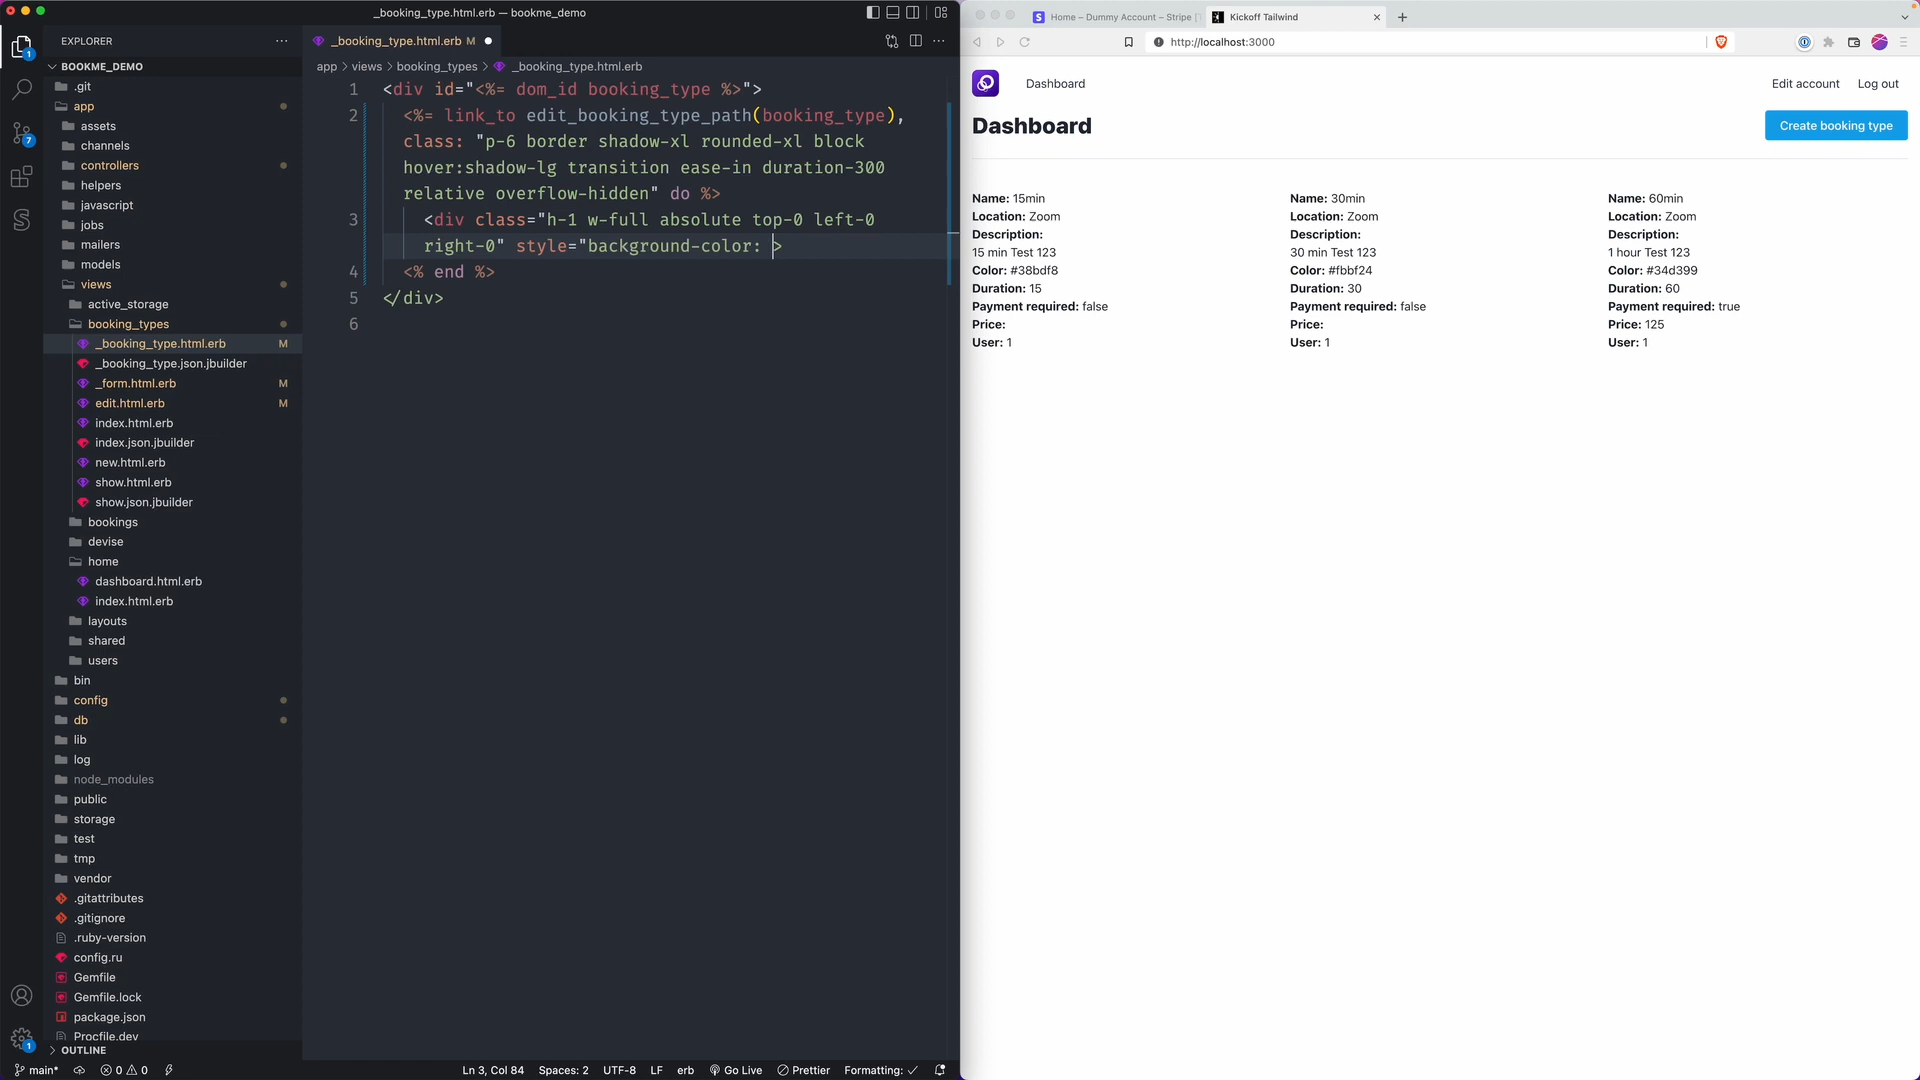 _booking_type.html.erb — bookme_demo
EXPLORER
BOOKME_DEMO
.git
app
assets
channels
controllers
helpers
javascript
jobs
mailers
models
views
active_storage
booking_types
_booking_type.html.erb M
_booking_type.json.jbuilder
_form.html.erb M
edit.html.erb M
index.html.erb
index.json.jbuilder
new.html.erb
show.html.erb
show.json.jbuilder
bookings
devise
home
dashboard.html.erb
index.html.erb
layouts
shared
users
bin
config
db
lib
log
node_modules
public
storage
test
tmp
vendor
.gitattributes
.gitignore
.ruby-version
config.ru
Gemfile
Gemfile.lock
package.json
Procfile.dev
OUTLINE
1
7
1
_booking_type.html.erb M
app > views > booking_types > _booking_type.html.erb
1 <div id="<%= dom_id booking_type %>">
2 <%= link_to edit_booking_type_path(booking_type),
class: "p-6 border shadow-xl rounded-xl block
hover:shadow-lg transition ease-in duration-300
relative overflow-hidden" do %>
3 <div class="h-1 w-full absolute top-0 left-0
right-0" style="background-color: >
4 <% end %>
5 </div>
6
main* 0 0 Ln 3, Col 84 Spaces: 2 UTF-8 LF erb Go Live Prettier Formatting:
Home – Dummy Account – Stripe [
Kickoff Tailwind
http://localhost:3000
Dashboard
Edit account Log out
Dashboard
Create booking type
Name: 15min
Location: Zoom
Description:
15 min Test 123
Color: #38bdf8
Duration: 15
Payment required: false
Price:
User: 1
Name: 30min
Location: Zoom
Description:
30 min Test 123
Color: #fbbf24
Duration: 30
Payment required: false
Price:
User: 1
Name: 60min
Location: Zoom
Description:
1 hour Test 123
Color: #34d399
Duration: 60
Payment required: true
Price: 125
User: 1